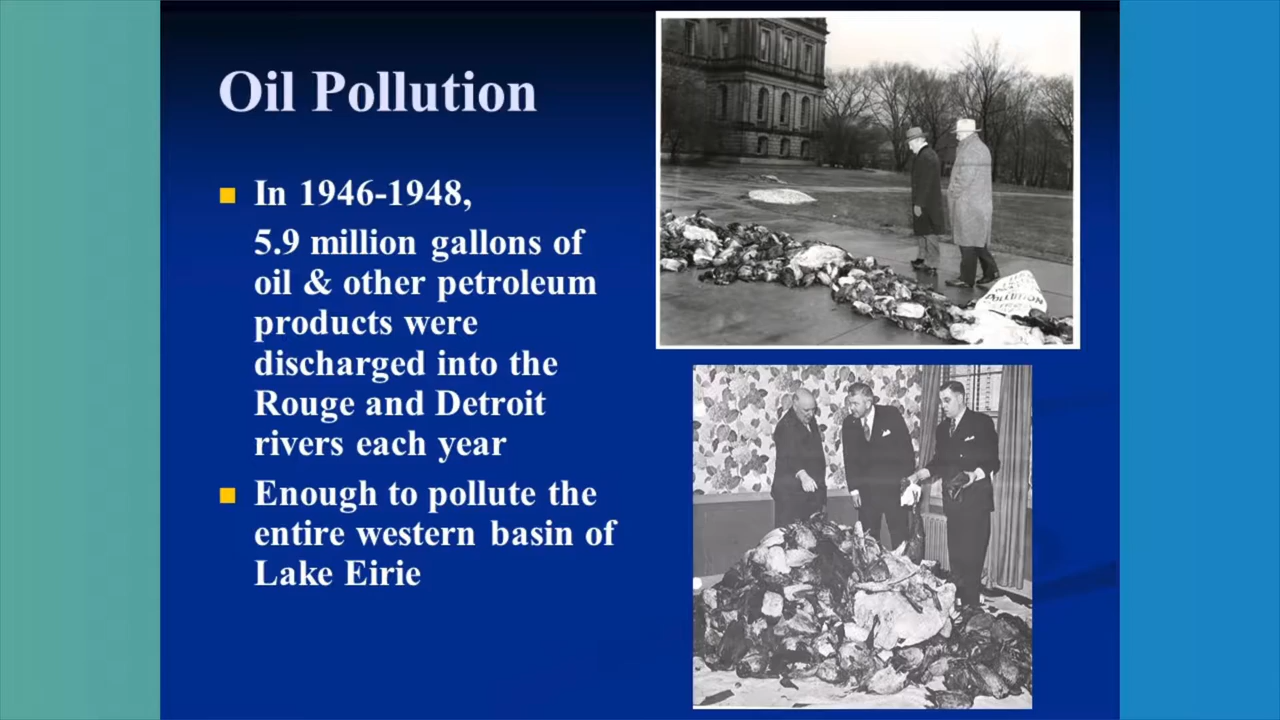 Oil Pollution
In 1946-1948,
5.9 million gallons of
oil & other petroleum
products were
discharged into the
Rouge and Detroit
rivers each year
Enough to pollute the
entire western basin of
Lake Eirie
POLLUTION